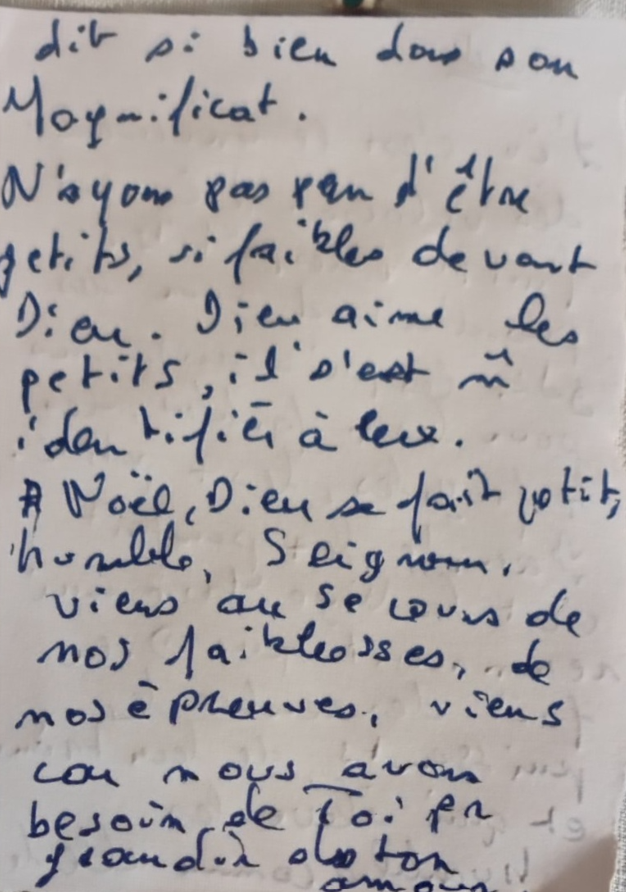 dit si bien dans son
Magnificat.
N'ayons pas peur d'être
petits, si faibles devant
Dieu. Dieu aime les
petits, il s'est m̂
identifié à eux.
A Noël, Dieu se fait petit,
humble, Seigneur,
viens au secours de
nos faiblesses, de
nos épreuves, viens
car nous avons
besoin de Toi
grandir ton
amour